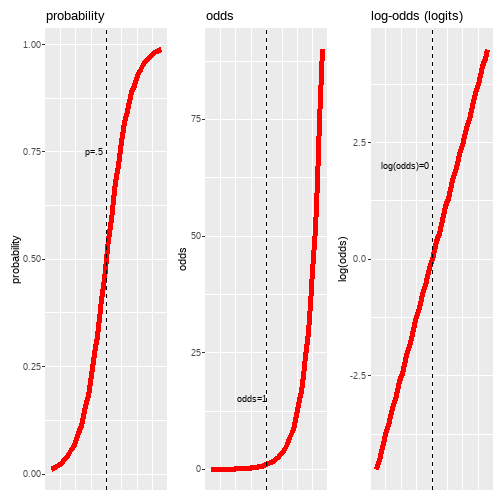 probability
odds
log-odds (logits)
1.00
0.75
0.50
0.25
0.00
probability
p=.5
75
50
25
0
odds
odds=1
2.5
0.0
-2.5
log(odds)
log(odds)=0